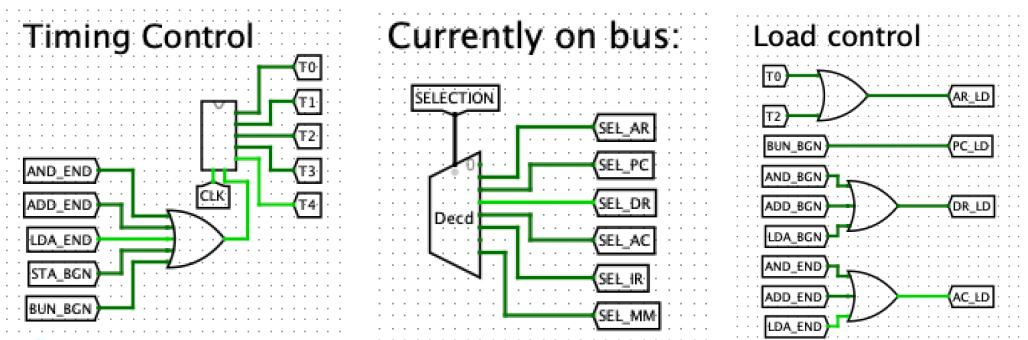 Timing Control
T0
T1
T2
T3
T4
CLK
AND_END
ADD_END
LDA_END
STA_BGN
BUN_BGN
Currently on bus:
SELECTION
0
Decd
SEL_AR
SEL_PC
SEL_DR
SEL_AC
SEL_IR
SEL_MM
Load control
T0
T2
AR_LD
BUN_BGN
PC_LD
AND_BGN
ADD_BGN
LDA_BGN
DR_LD
AND_END
ADD_END
LDA_END
AC_LD